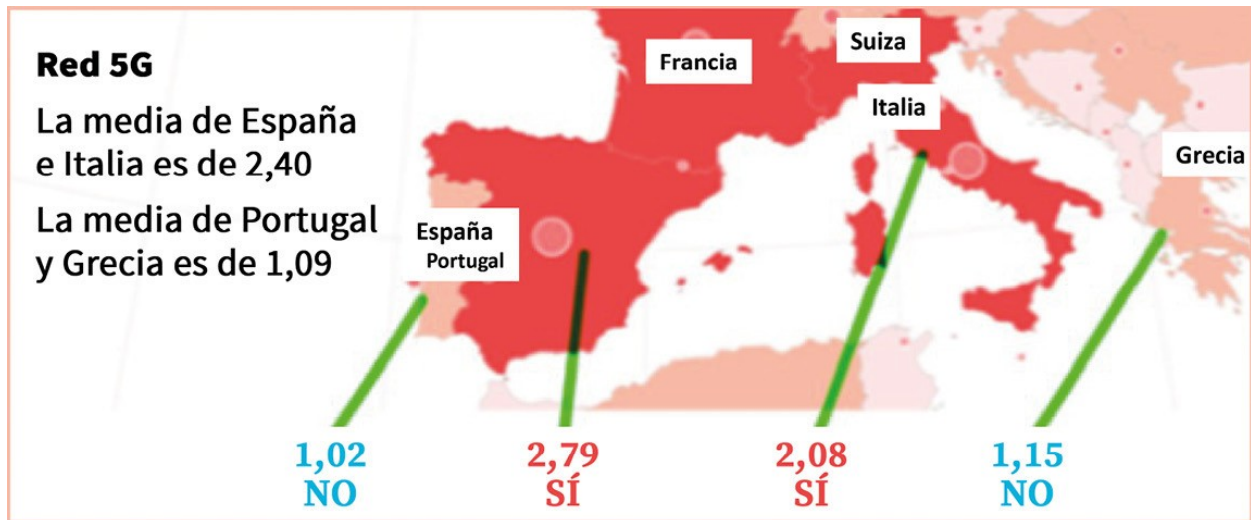 Red 5G
La media de España
e Italia es de 2,40
La media de Portugal
y Grecia es de 1,09
Francia
Suiza
Italia
Grecia
España
Portugal
1,02
NO
2,79
SÍ
2,08
SÍ
1,15
NO